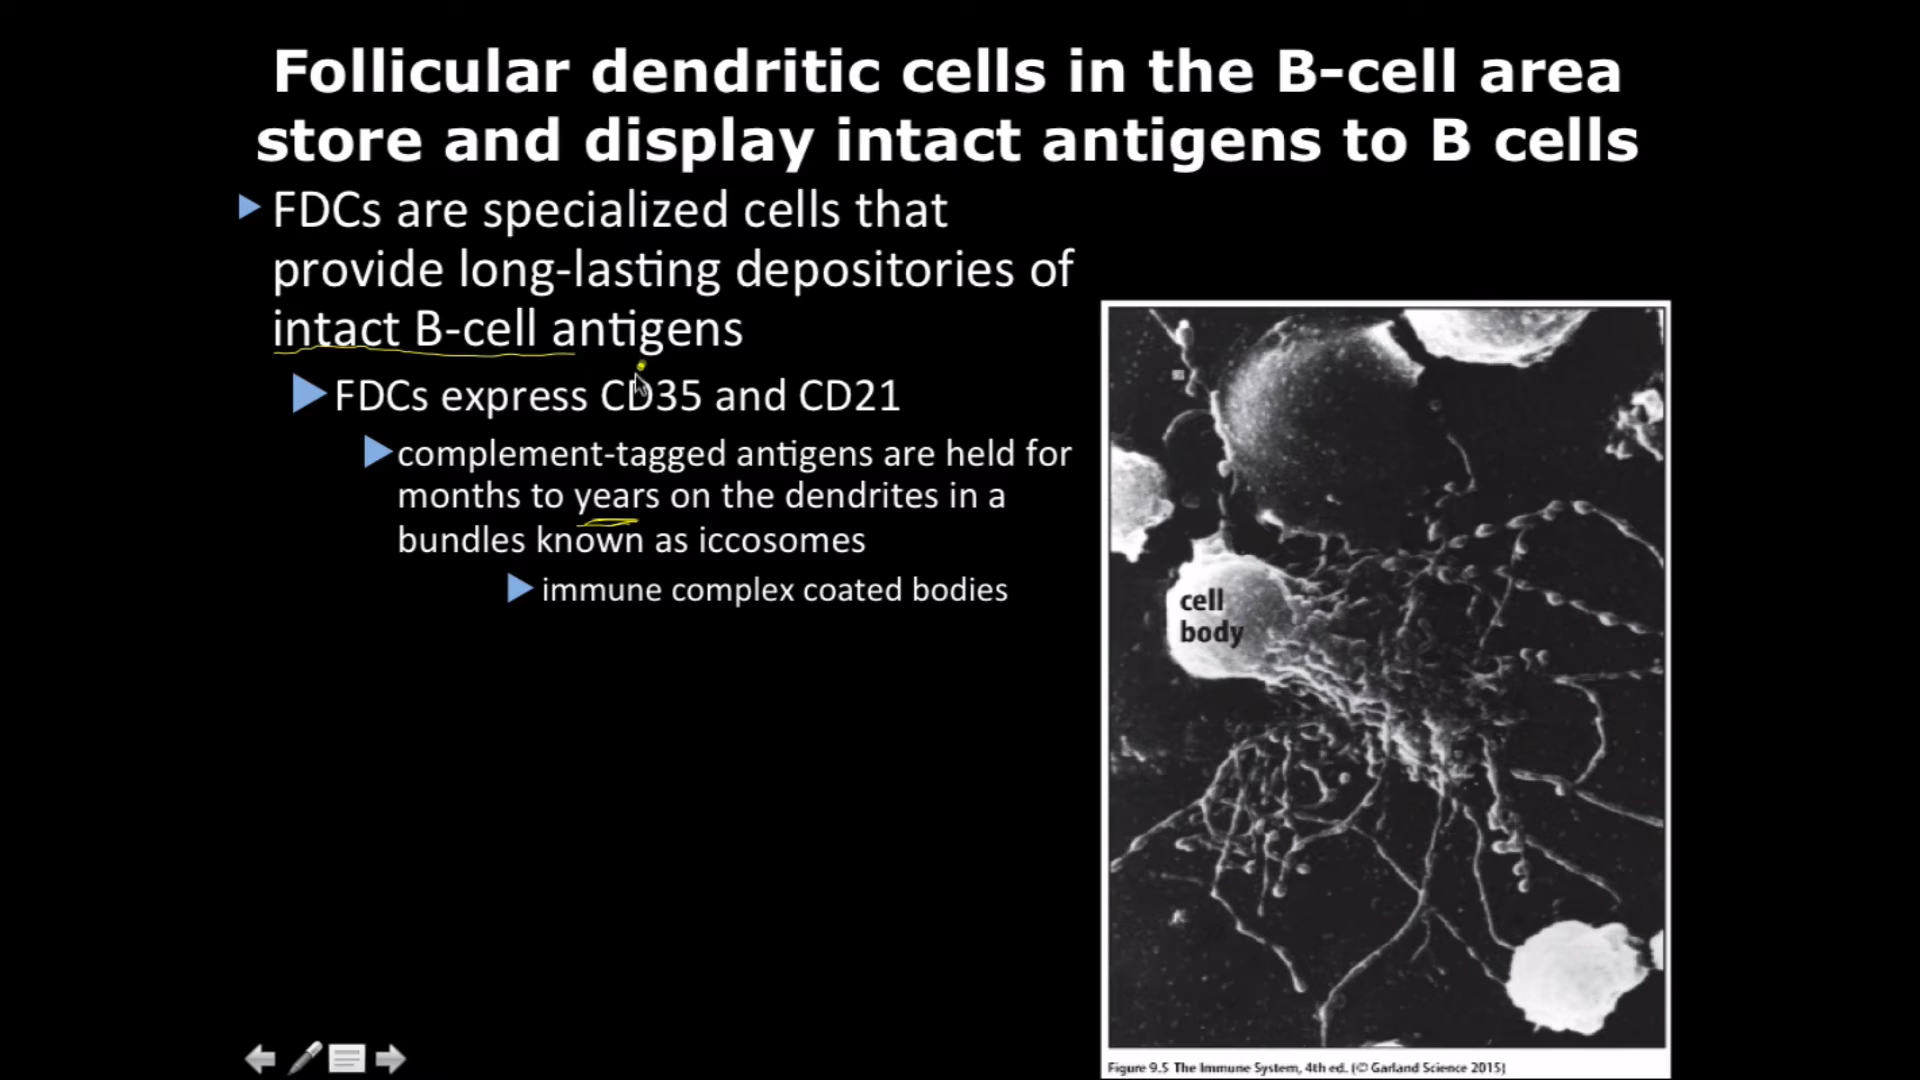 Follicular dendritic cells in the B-cell area
store and display intact antigens to B cells
FDCs are specialized cells that
provide long-lasting depositories of
intact B-cell antigens
FDCs express CD35 and CD21
complement-tagged antigens are held for
months to years on the dendrites in a
bundles known as iccosomes
immune complex coated bodies
cell
body
Figure 9.5 The Immune System, 4th ed. (© Garland Science 2015)